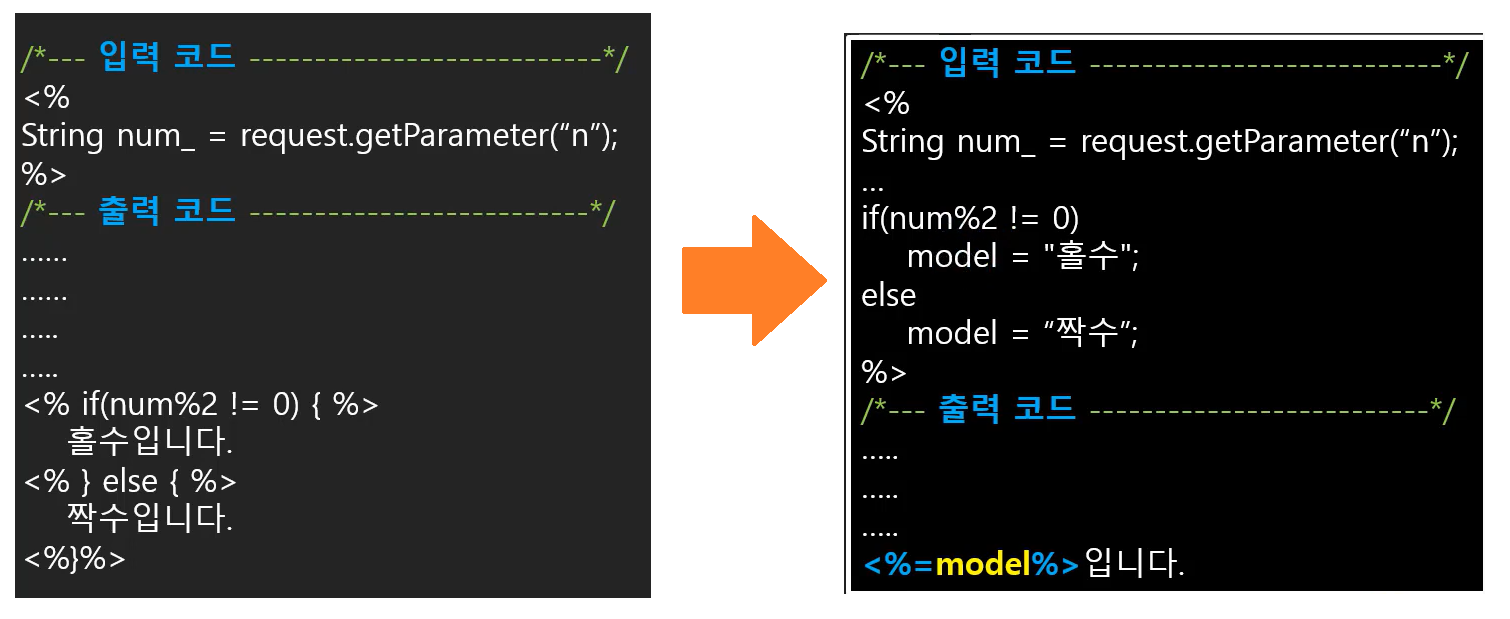 /*--- 입력 코드 ---------------------------*/
<%
String num_ = request.getParameter(“n”);
%>
/*--- 출력 코드 --------------------------*/
......
......
.....
.....
<% if(num%2 != 0) { %>
홀수입니다.
<% } else { %>
짝수입니다.
<%}%>
/*--- 입력 코드 ---------------------------*/
<%
String num_ = request.getParameter(“n”);
...
if(num%2 != 0)
model = "홀수";
else
model = ”짝수”;
%>
/*--- 출력 코드 --------------------------*/
.....
.....
.....
<%=model%>입니다.